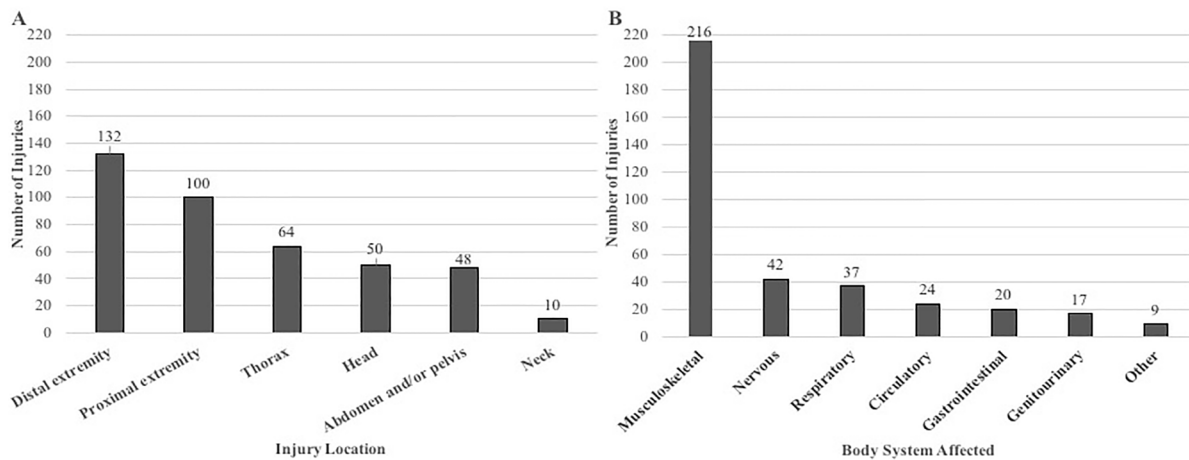 A
Number of Injuries
220
200
180
160
140
120
100
80
60
40
20
0
132
100
64
50
48
10
Distal extremity
Proximal extremity
Thorax
Head
Abdomen and/or pelvis
Neck
Injury Location
B
Number of Injuries
220
200
180
160
140
120
100
80
60
40
20
0
216
42
37
24
20
17
9
Musculoskeletal
Nervous
Respiratory
Circulatory
Gastrointestinal
Genitourinary
Other
Body System Affected